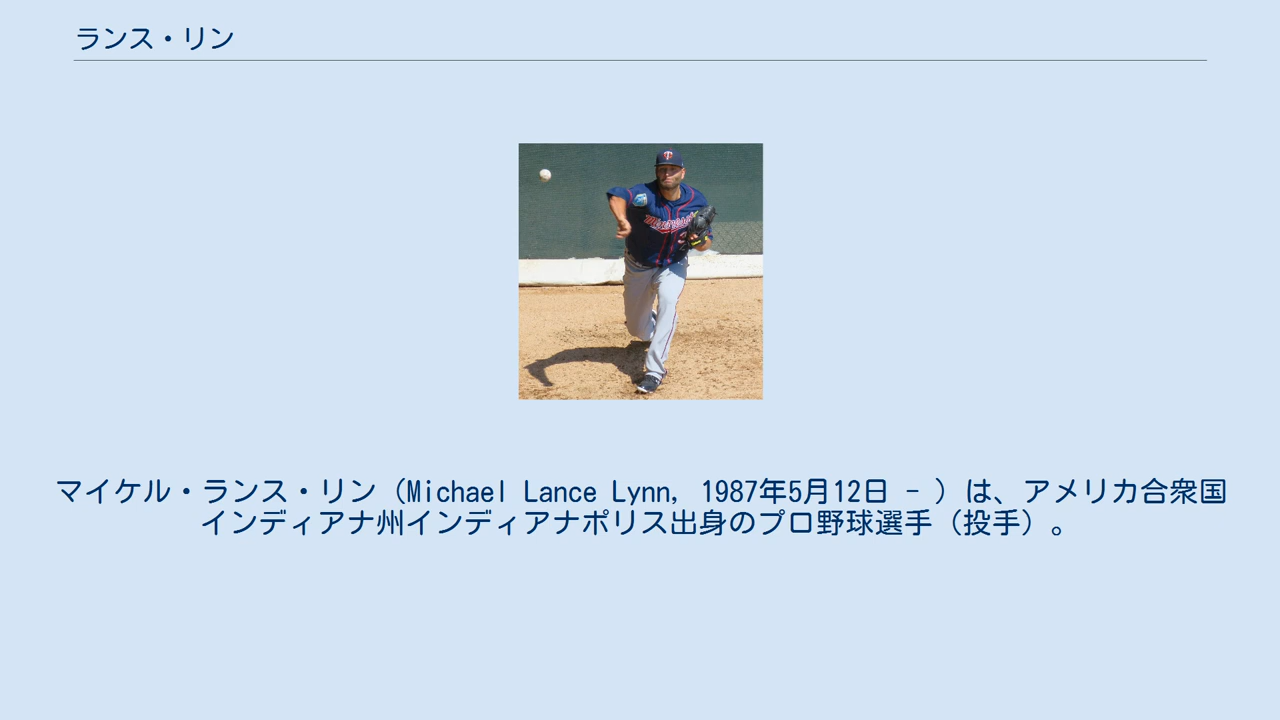 ランス・リン
マイケル・ランス・リン（Michael Lance Lynn, 1987年5月12日 - ）は、アメリカ合衆国
インディアナ州インディアナポリス出身のプロ野球選手（投手）。